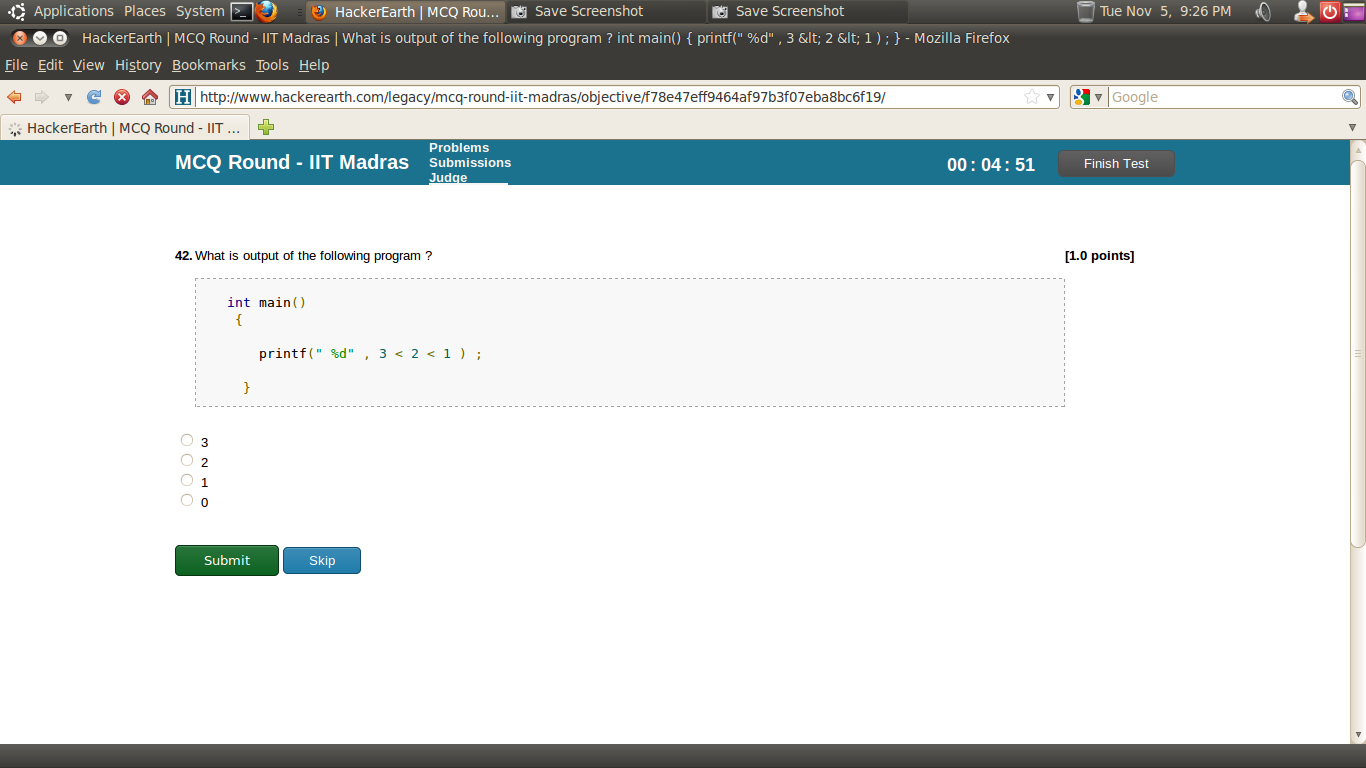 Applications Places System HackerEarth | MCQ Rou... Save Screenshot Save Screenshot Tue Nov 5, 9:26 PM
HackerEarth | MCQ Round - IIT Madras | What is output of the following program ? int main() { printf(" %d" , 3 &lt; 2 &lt; 1 ) ; } - Mozilla Firefox
File Edit View History Bookmarks Tools Help
H http://www.hackerearth.com/legacy/mcq-round-iit-madras/objective/f78e47eff9464af97b3f07eba8bc6f19/ Google
HackerEarth | MCQ Round - IIT ...
MCQ Round - IIT Madras
Problems
Submissions
Judge
00 : 04 : 51
Finish Test
42. What is output of the following program ? [1.0 points]
int main()
{
printf(" %d" , 3 < 2 < 1 ) ;
}
3
2
1
0
Submit Skip